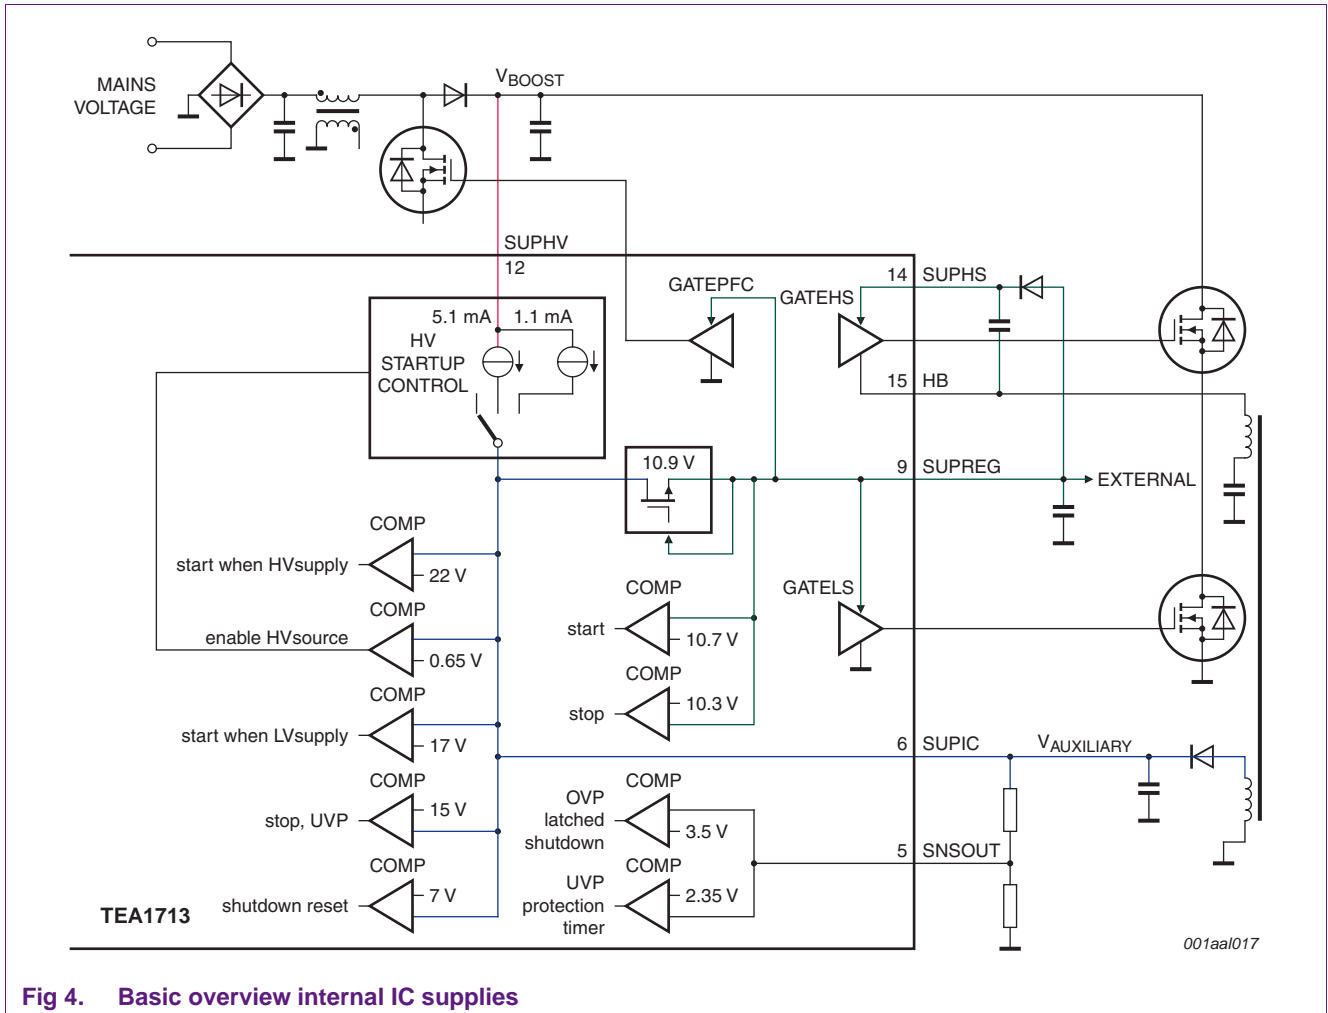 MAINS
VOLTAGE
VBOOST
SUPHV
12
5.1 mA
1.1 mA
HV
STARTUP
CONTROL
GATEPFC
GATEHS
14
SUPHS
15
HB
10.9 V
9
SUPREG
EXTERNAL
COMP
start when HVsupply
22 V
COMP
enable HVsource
0.65 V
COMP
start when LVsupply
17 V
COMP
stop, UVP
15 V
COMP
shutdown reset
7 V
COMP
start
10.7 V
COMP
stop
10.3 V
GATELS
6
SUPIC
VAUXILIARY
COMP
OVP
latched
shutdown
3.5 V
5
SNSOUT
COMP
UVP
protection
timer
2.35 V
TEA1713
001aal017
Fig 4. Basic overview internal IC supplies